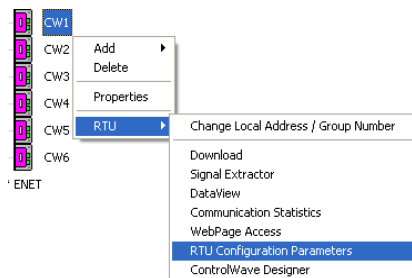 CW1
CW2
CW3
CW4
CW5
CW6
' ENET
Add
Delete
Properties
RTU
Change Local Address / Group Number
Download
Signal Extractor
DataView
Communication Statistics
WebPage Access
RTU Configuration Parameters
ControlWave Designer